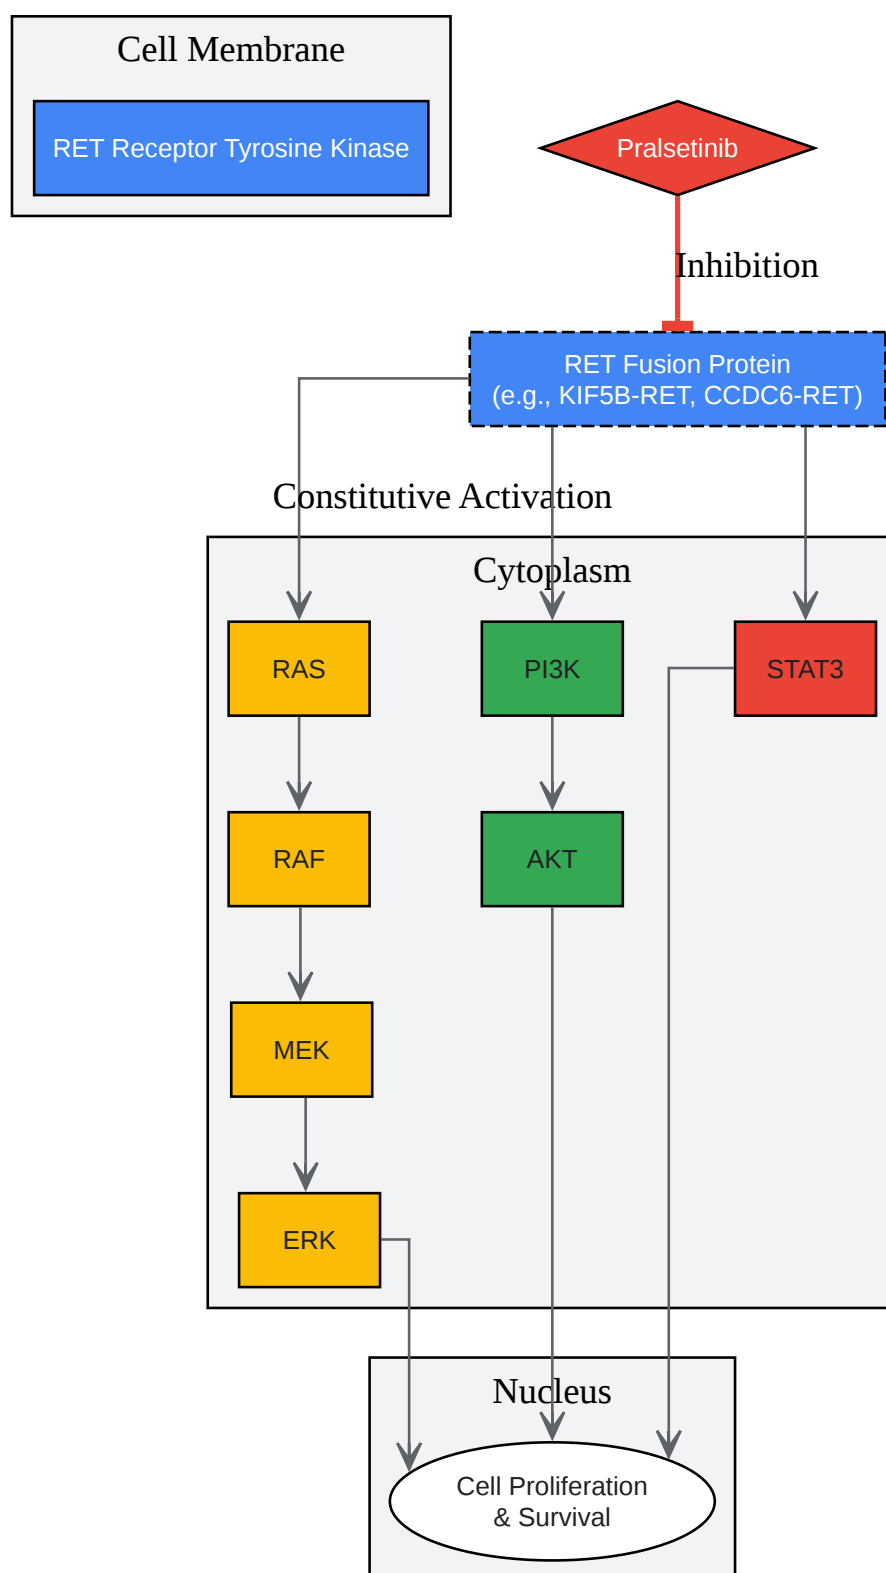 Cell Membrane
RET Receptor Tyrosine Kinase
Pralsetinib
Inhibition
RET Fusion Protein
(e.g., KIF5B-RET, CCDC6-RET)
Constitutive Activation
Cytoplasm
RAS
PI3K
STAT3
RAF
AKT
MEK
ERK
Nucleus
Cell Proliferation
& Survival